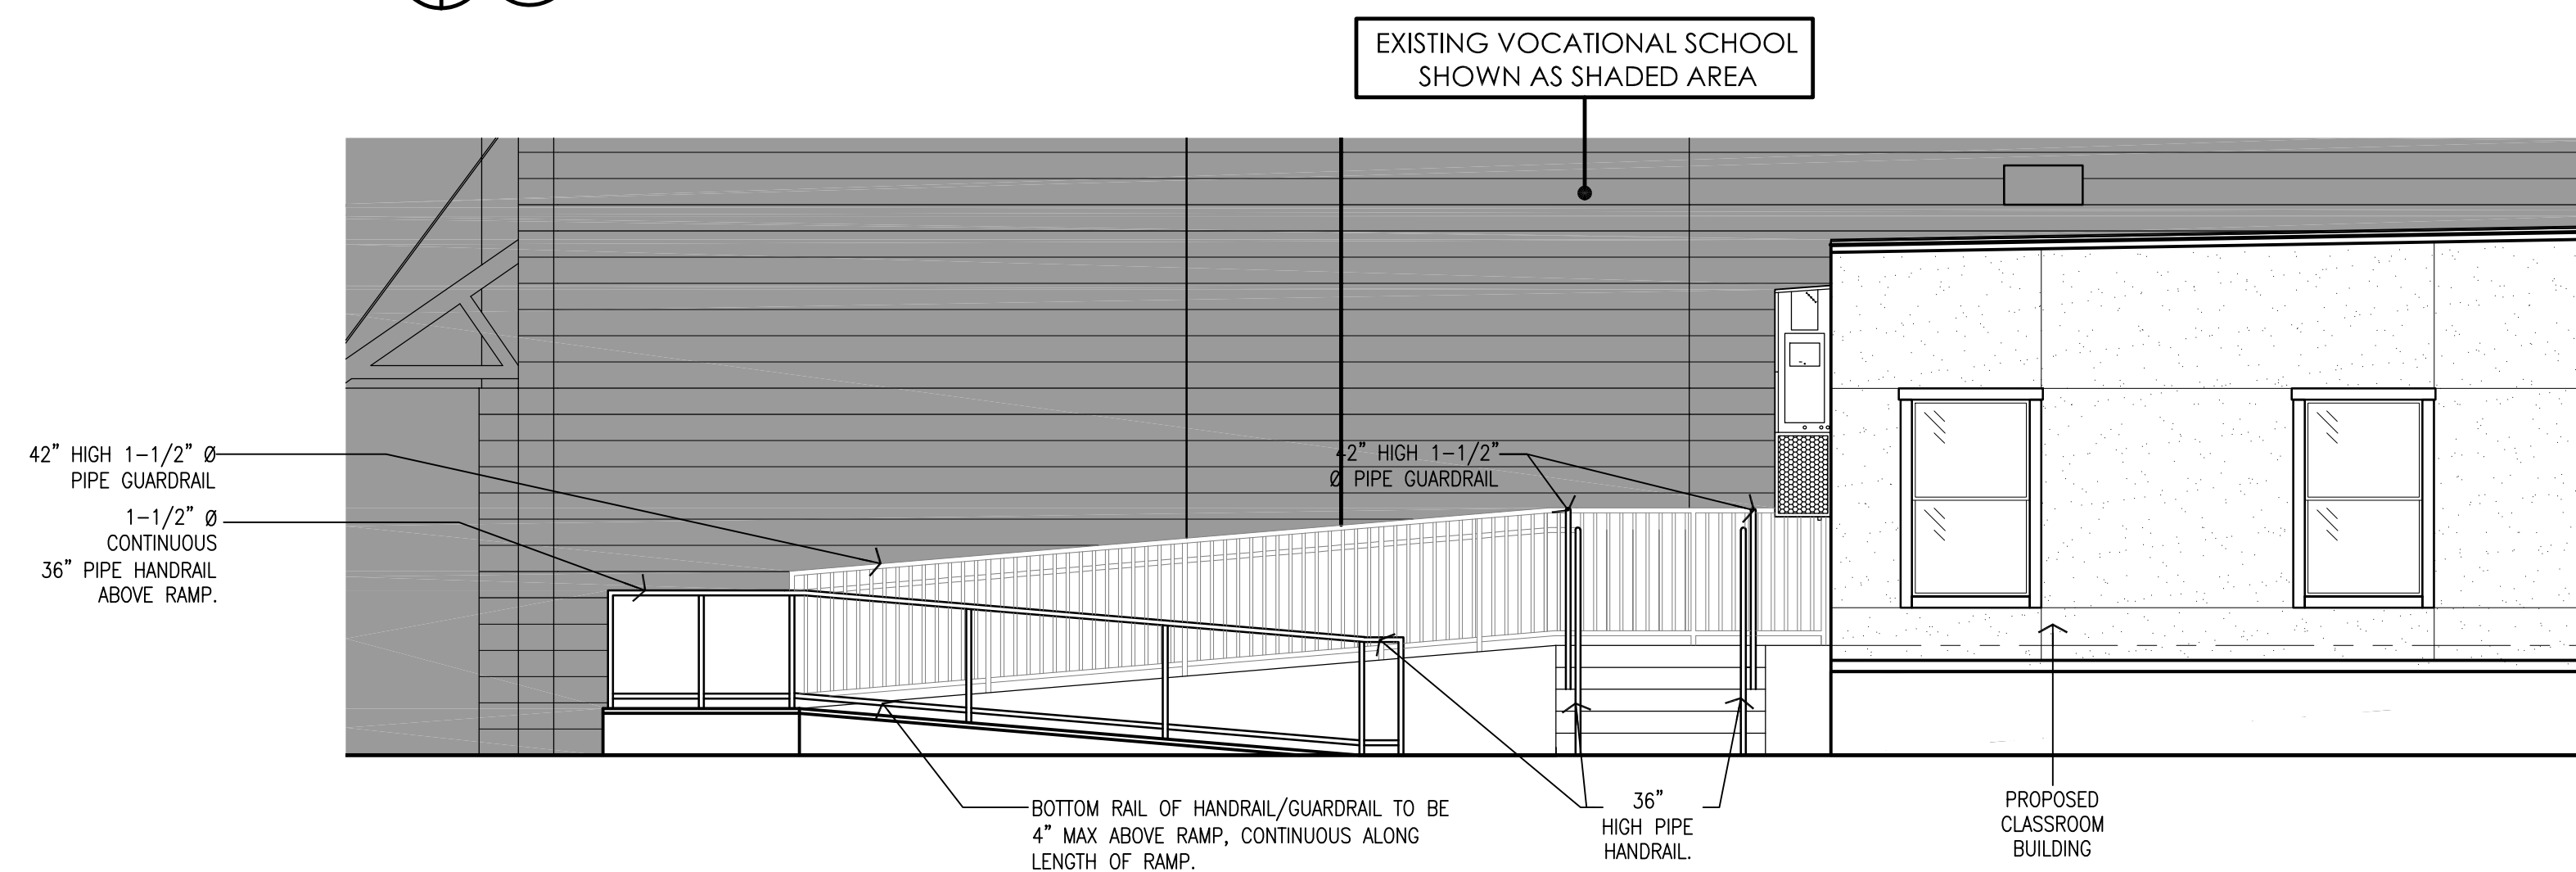 EXISTING VOCATIONAL SCHOOL
SHOWN AS SHADED AREA
42” HIGH 1-1/2” Ø
PIPE GUARDRAIL
1-1/2” Ø
CONTINUOUS
36” PIPE HANDRAIL
ABOVE RAMP.
42” HIGH 1-1/2”
Ø PIPE GUARDRAIL
BOTTOM RAIL OF HANDRAIL/GUARDRAIL TO BE
4” MAX ABOVE RAMP, CONTINUOUS ALONG
LENGTH OF RAMP.
36”
HIGH PIPE
HANDRAIL.
PROPOSED
CLASSROOM
BUILDING